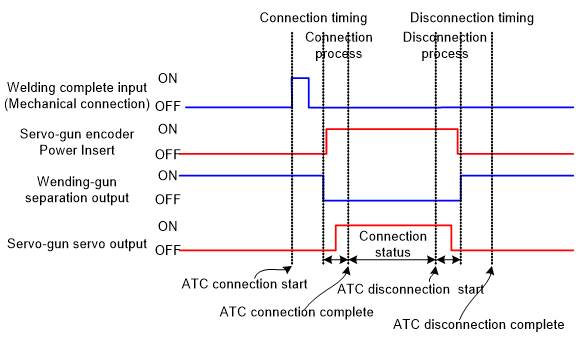 Connection timing
Disconnection timing
Connection
process
Disconnection
process
Welding complete input
(Mechanical connection)
ON
OFF
Servo-gun encoder
Power Insert
ON
OFF
Wending-gun
separation output
ON
OFF
Servo-gun servo output
ON
OFF
Connection
status
ATC connection start
ATC connection complete
ATC disconnection start
ATC disconnection complete